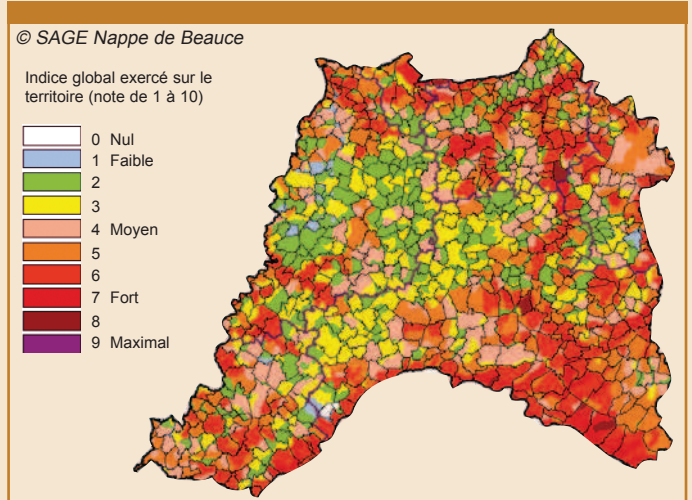 © SAGE Nappe de Beauce
Indice global exercé sur le
territoire (note de 1 à 10)
0 Nul
1 Faible
2
3
4 Moyen
5
6
7 Fort
8
9 Maximal